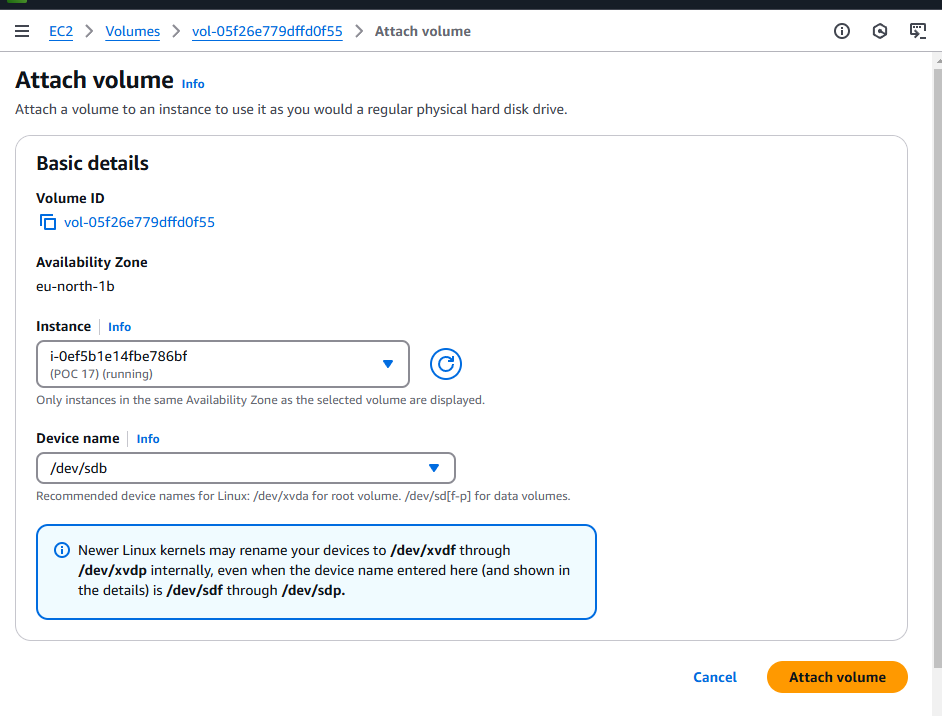 EC2 > Volumes > vol-05f26e779dffd0f55 > Attach volume
Attach volume Info
Attach a volume to an instance to use it as you would a regular physical hard disk drive.
Basic details
Volume ID
vol-05f26e779dffd0f55
Availability Zone
eu-north-1b
Instance | Info
i-0ef5b1e14fbe786bf
(POC 17) (running)
Only instances in the same Availability Zone as the selected volume are displayed.
Device name | Info
/dev/sdb
Recommended device names for Linux: /dev/xvda for root volume. /dev/sd[f-p] for data volumes.
Newer Linux kernels may rename your devices to /dev/xvdf through
/dev/xvdp internally, even when the device name entered here (and shown in
the details) is /dev/sdf through /dev/sdp.
Cancel Attach volume